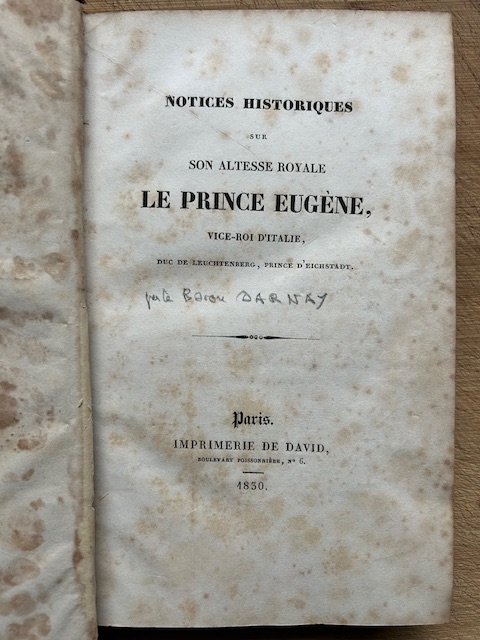 NOTICES HISTORIQUES
SUR
SON ALTESSE ROYALE
LE PRINCE EUGÈNE,
VICE-ROI D'ITALIE,
DUC DE LEUCHTENBERG, PRINCE D'EICHSTÄDT.
par le Baron DARNAY
Paris.
IMPRIMERIE DE DAVID,
BOULEVART POISSONNIÈRE, N° 6.
1830.